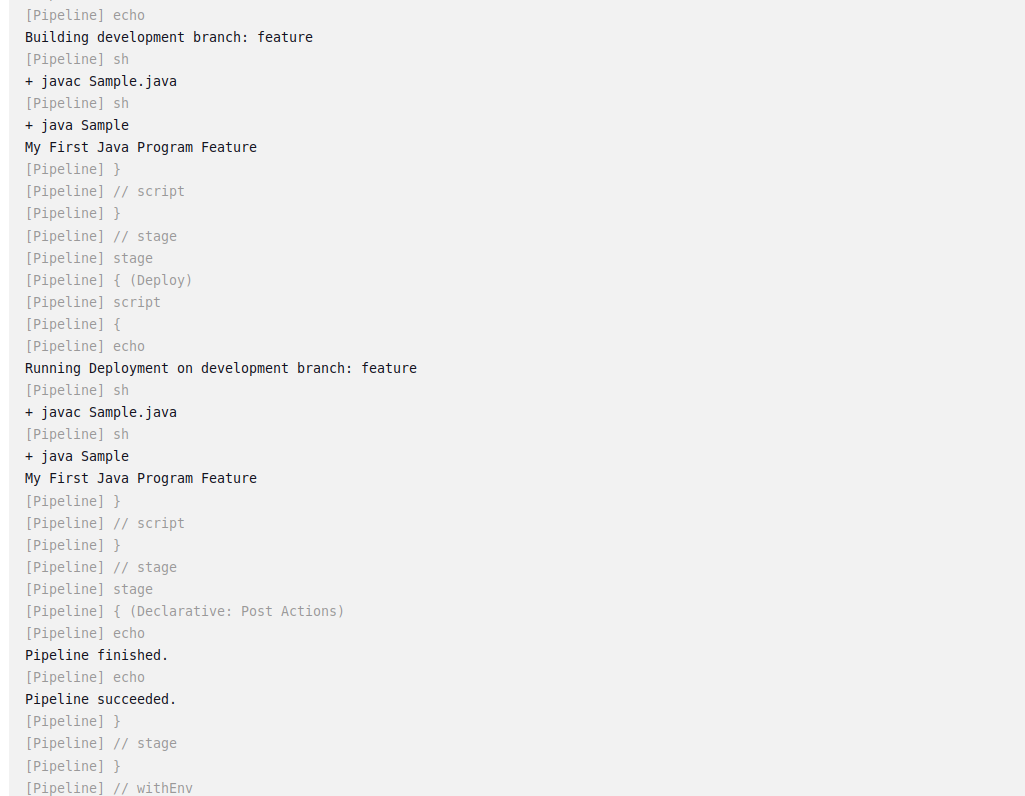 [Pipeline] echo
Building development branch: feature
[Pipeline] sh
+ javac Sample.java
[Pipeline] sh
+ java Sample
My First Java Program Feature
[Pipeline] }
[Pipeline] // script
[Pipeline] }
[Pipeline] // stage
[Pipeline] stage
[Pipeline] { (Deploy)
[Pipeline] script
[Pipeline] {
[Pipeline] echo
Running Deployment on development branch: feature
[Pipeline] sh
+ javac Sample.java
[Pipeline] sh
+ java Sample
My First Java Program Feature
[Pipeline] }
[Pipeline] // script
[Pipeline] }
[Pipeline] // stage
[Pipeline] stage
[Pipeline] { (Declarative: Post Actions)
[Pipeline] echo
Pipeline finished.
[Pipeline] echo
Pipeline succeeded.
[Pipeline] }
[Pipeline] // stage
[Pipeline] }
[Pipeline] // withEnv